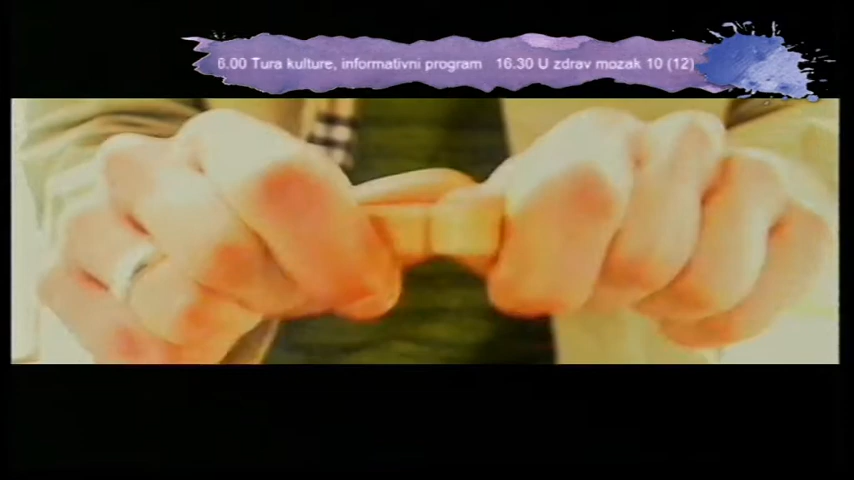 6.00 Tura kulture, informativni program 16.30 U zdrav mozak 10 (12)